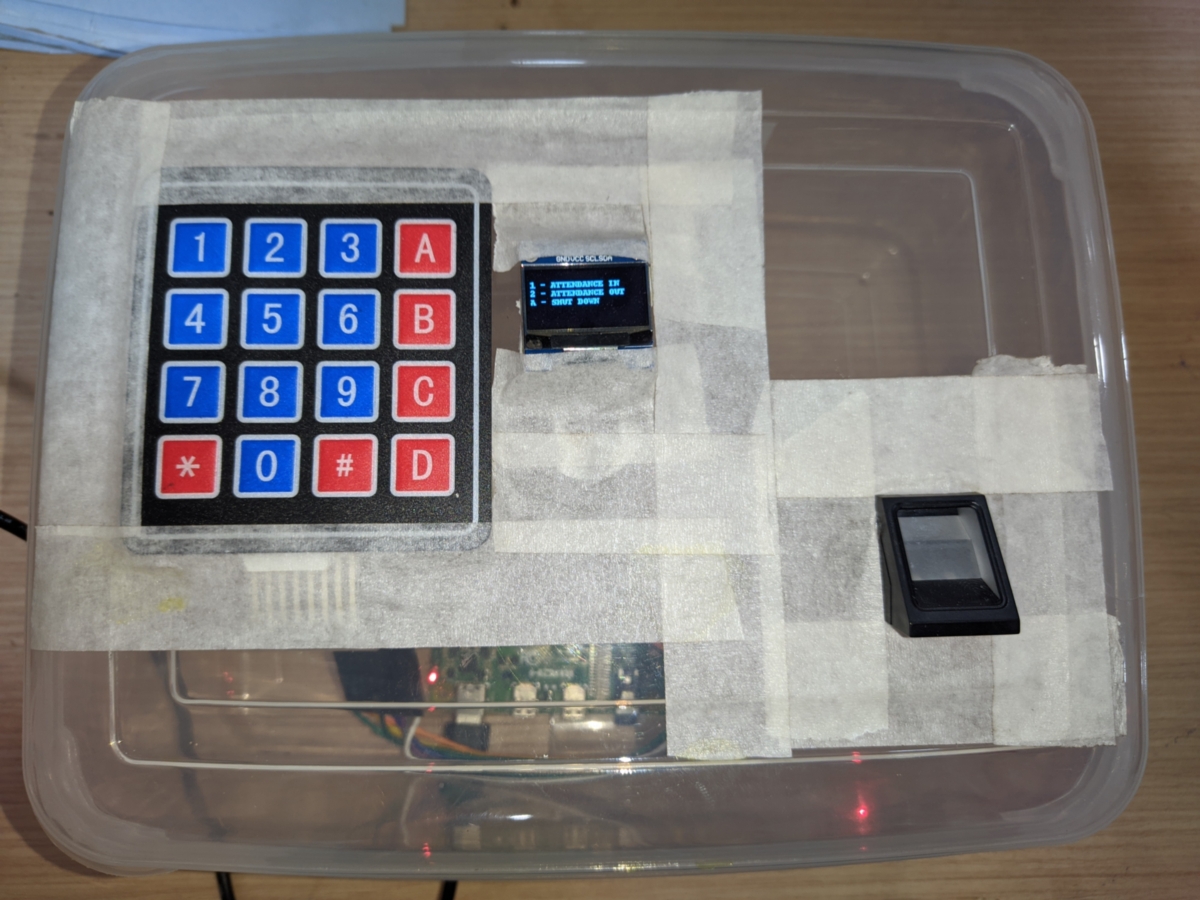 1 2 3 A
4 5 6 B
7 8 9 C
* 0 # D
GND VCC SCL SDA
1 - ATTENDANCE IN
2 - ATTENDANCE OUT
A - SHUT DOWN